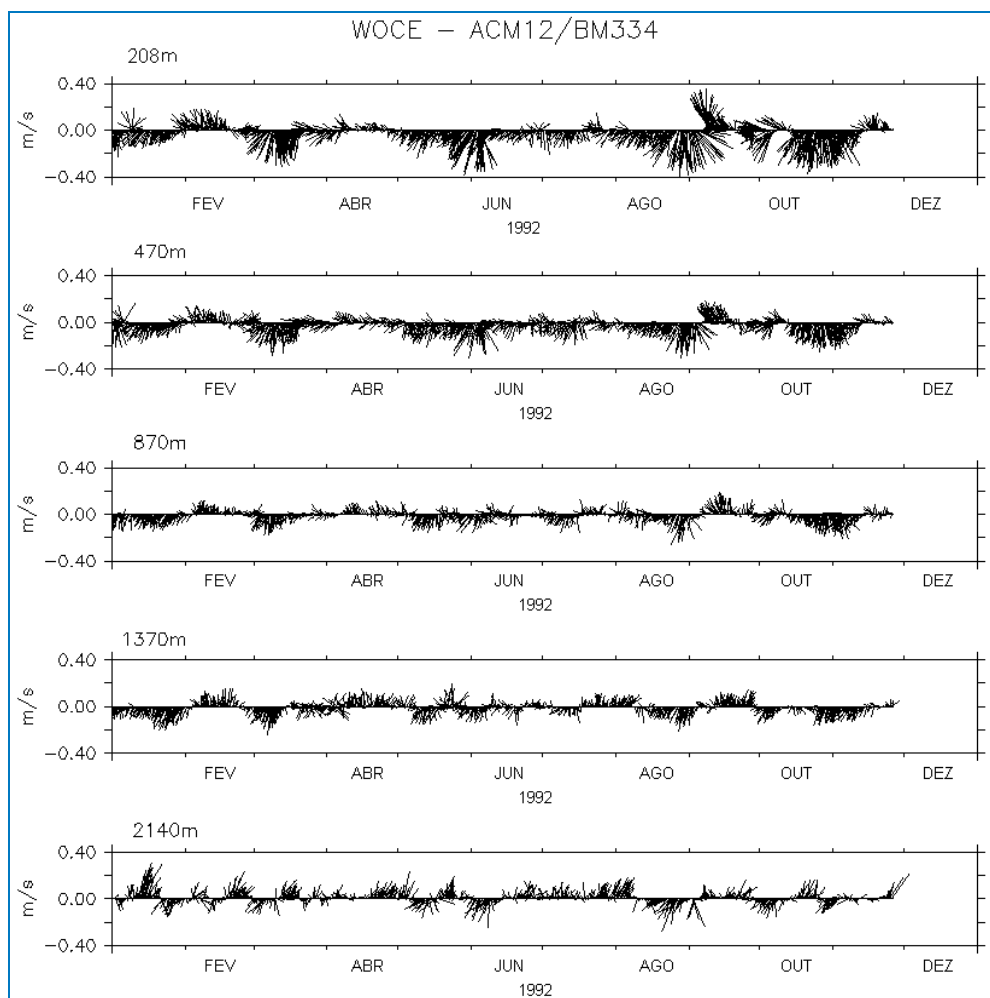 WOCE – ACM12/BM334
208m
0.40
0.00
−0.40
m/s
FEV ABR JUN AGO OUT DEZ
1992
470m
0.40
0.00
−0.40
m/s
FEV ABR JUN AGO OUT DEZ
1992
870m
0.40
0.00
−0.40
m/s
FEV ABR JUN AGO OUT DEZ
1992
1370m
0.40
0.00
−0.40
m/s
FEV ABR JUN AGO OUT DEZ
1992
2140m
0.40
0.00
−0.40
m/s
FEV ABR JUN AGO OUT DEZ
1992